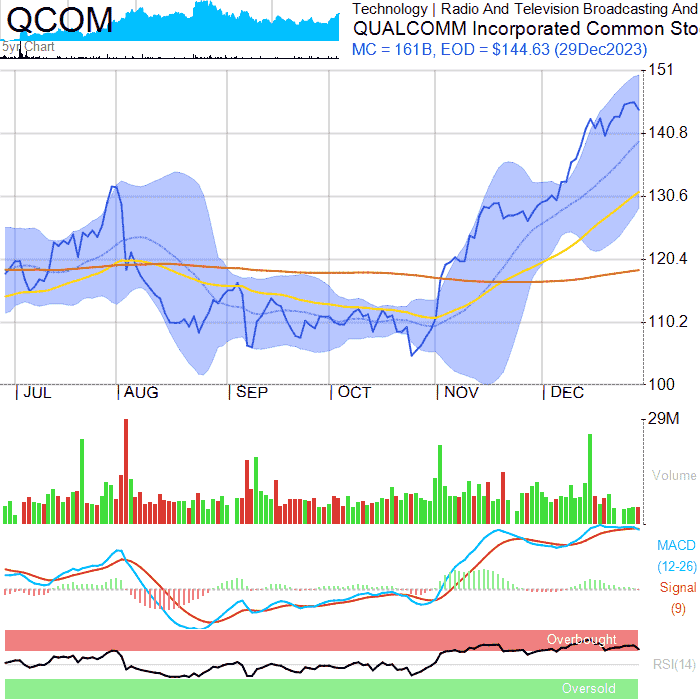 QCOM
5yr Chart
Technology | Radio And Television Broadcasting And
QUALCOMM Incorporated Common Sto
MC = 161B, EOD = $144.63 (29Dec2023)
151
140.8
130.6
120.4
110.2
100
JUL AUG SEP OCT NOV DEC
29M
Volume
MACD
(12-26)
Signal
(9)
Overbought
RSI(14)
Oversold